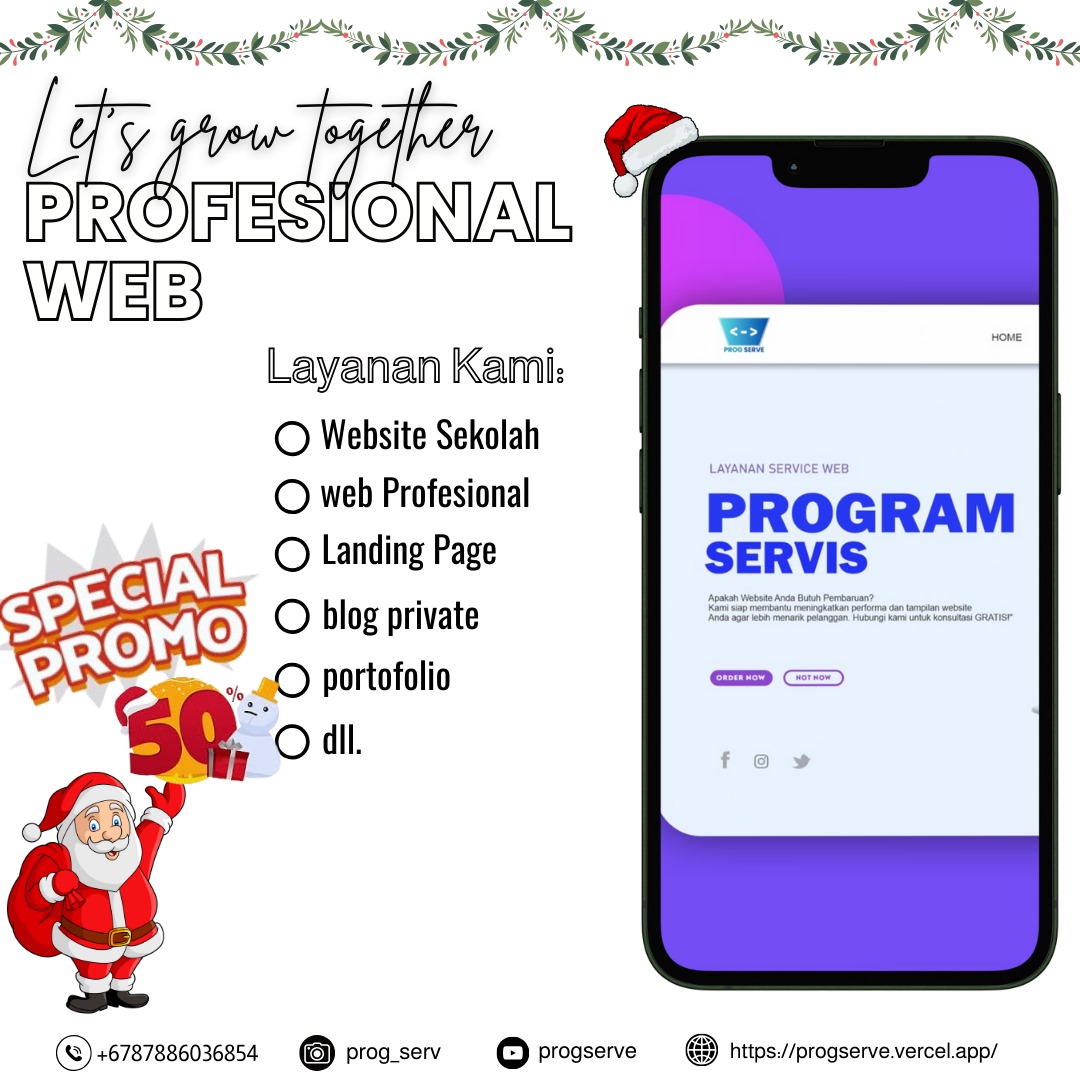 Let's grow together
PROFESIONAL
WEB
Layanan Kami:
Website Sekolah
web Profesional
Landing Page
blog private
portofolio
dll.
SPECIAL
PROMO
50%
<->
PROG SERVE
HOME
LAYANAN SERVICE WEB
PROGRAM
SERVIS
Apakah Website Anda Butuh Pembaruan?
Kami siap membantu meningkatkan performa dan tampilan website
Anda agar lebih menarik pelanggan. Hubungi kami untuk konsultasi GRATIS!"
ORDER NOW
NOT NOW
+6787886036854
prog_serv
progserve
https://progserve.vercel.app/